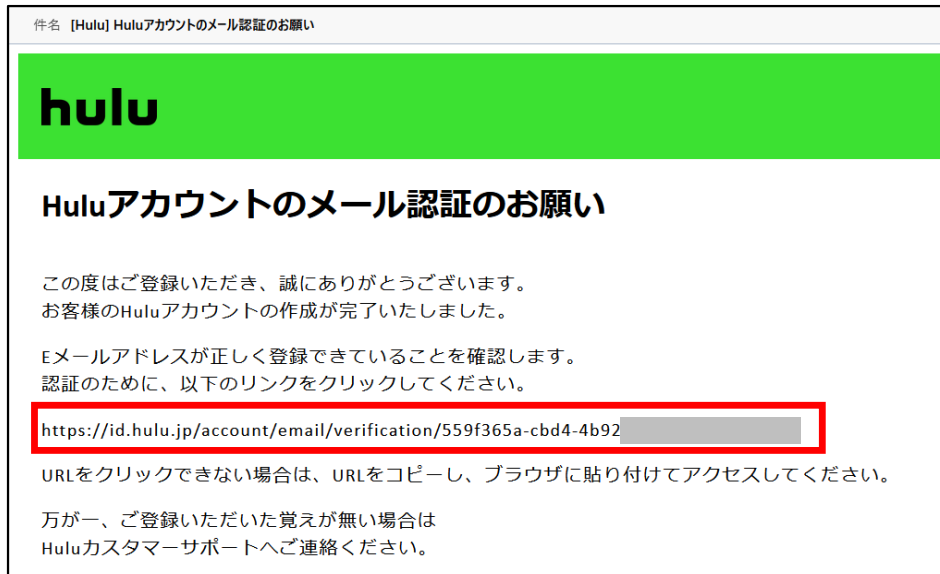 件名 [Hulu] Huluアカウントのメール認証のお願い
hulu
Huluアカウントのメール認証のお願い
この度はご登録いただき、誠にありがとうございます。
お客様のHuluアカウントの作成が完了いたしました。
Eメールアドレスが正しく登録できていることを確認します。
認証のために、以下のリンクをクリックしてください。
https://id.hulu.jp/account/email/verification/559f365a-cbd4-4b92
URLをクリックできない場合は、URLをコピーし、ブラウザに貼り付けてアクセスしてください。
万が一、ご登録いただいた覚えが無い場合は
Huluカスタマーサポートへご連絡ください。